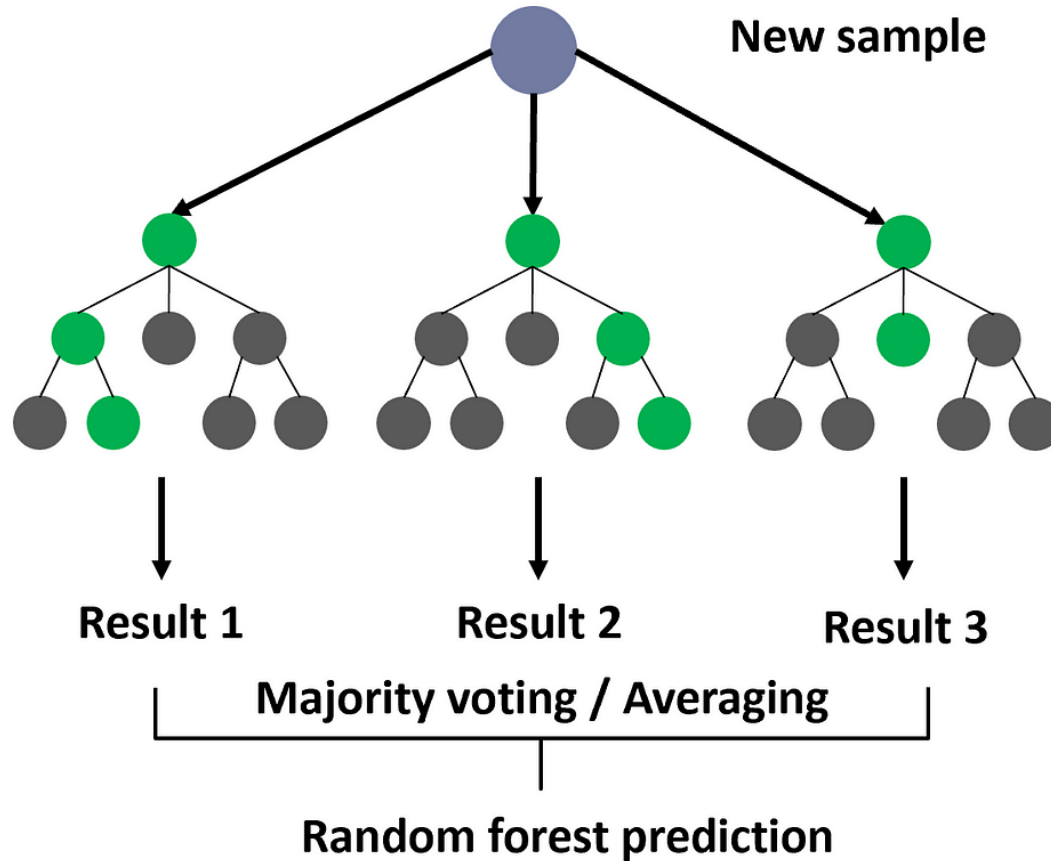 New sample
Result 1
Result 2
Result 3
Majority voting / Averaging
Random forest prediction